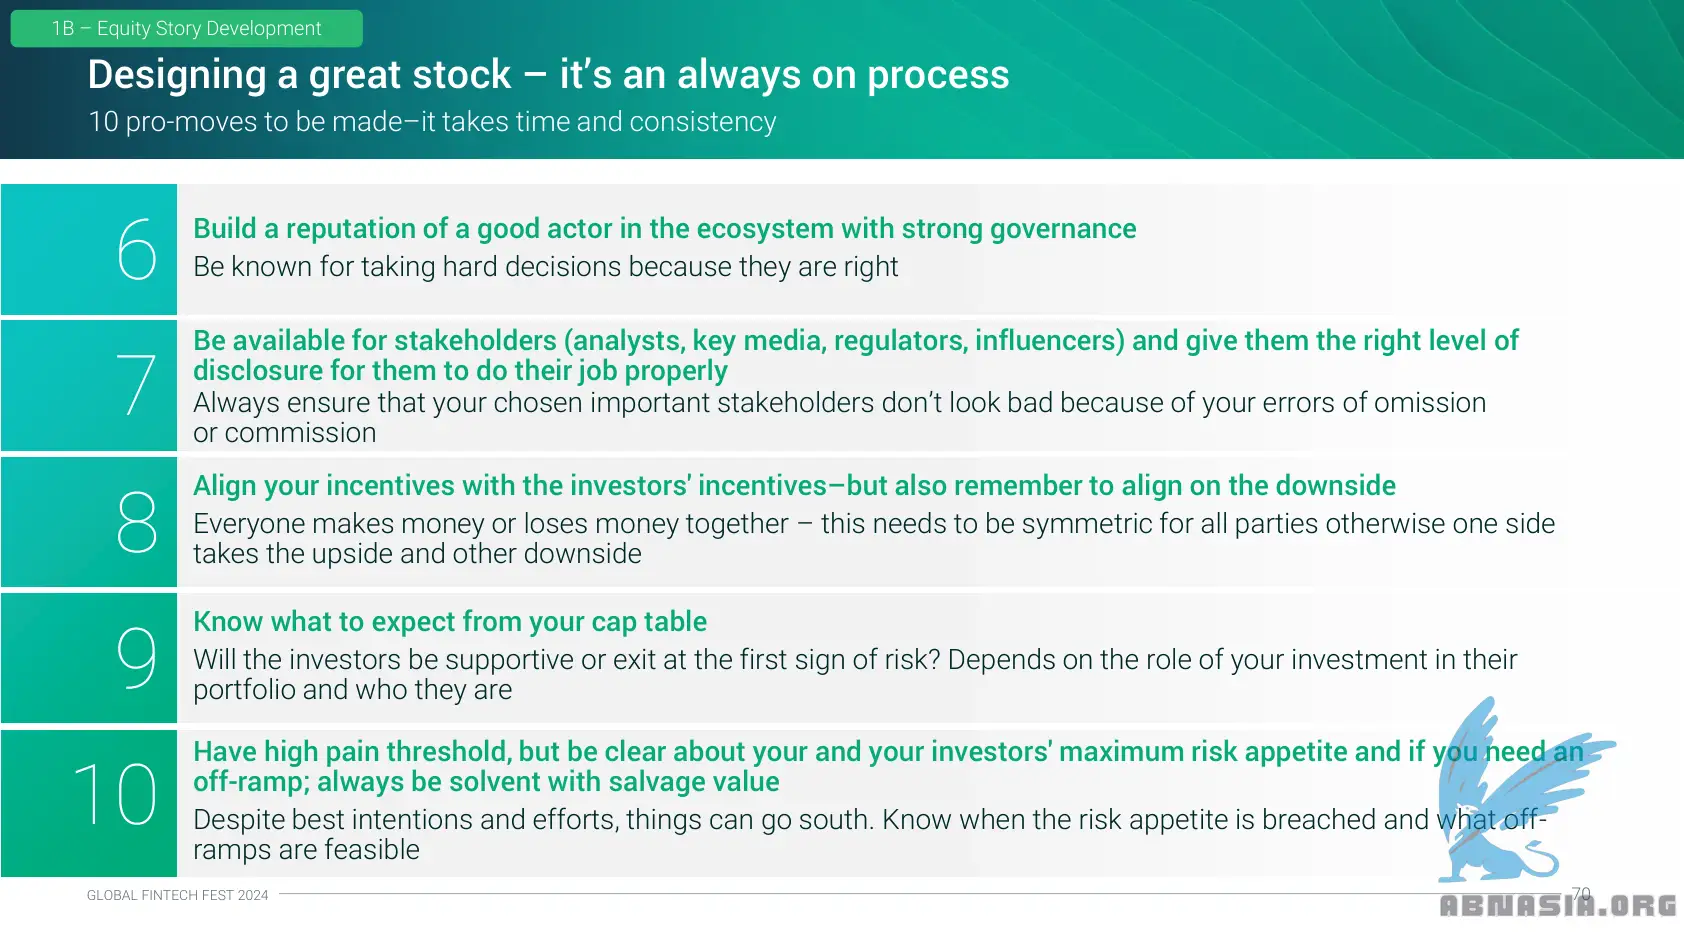 1B – Equity Story Development
Designing a great stock – it’s an always on process
10 pro-moves to be made–it takes time and consistency
6
Build a reputation of a good actor in the ecosystem with strong governance
Be known for taking hard decisions because they are right
7
Be available for stakeholders (analysts, key media, regulators, influencers) and give them the right level of
disclosure for them to do their job properly
Always ensure that your chosen important stakeholders don’t look bad because of your errors of omission
or commission
8
Align your incentives with the investors' incentives–but also remember to align on the downside
Everyone makes money or loses money together – this needs to be symmetric for all parties otherwise one side
takes the upside and other downside
9
Know what to expect from your cap table
Will the investors be supportive or exit at the first sign of risk? Depends on the role of your investment in their
portfolio and who they are
10
Have high pain threshold, but be clear about your and your investors' maximum risk appetite and if you need an
off-ramp; always be solvent with salvage value
Despite best intentions and efforts, things can go south. Know when the risk appetite is breached and what off-
ramps are feasible
GLOBAL FINTECH FEST 2024
70
ABNASIA.ORG